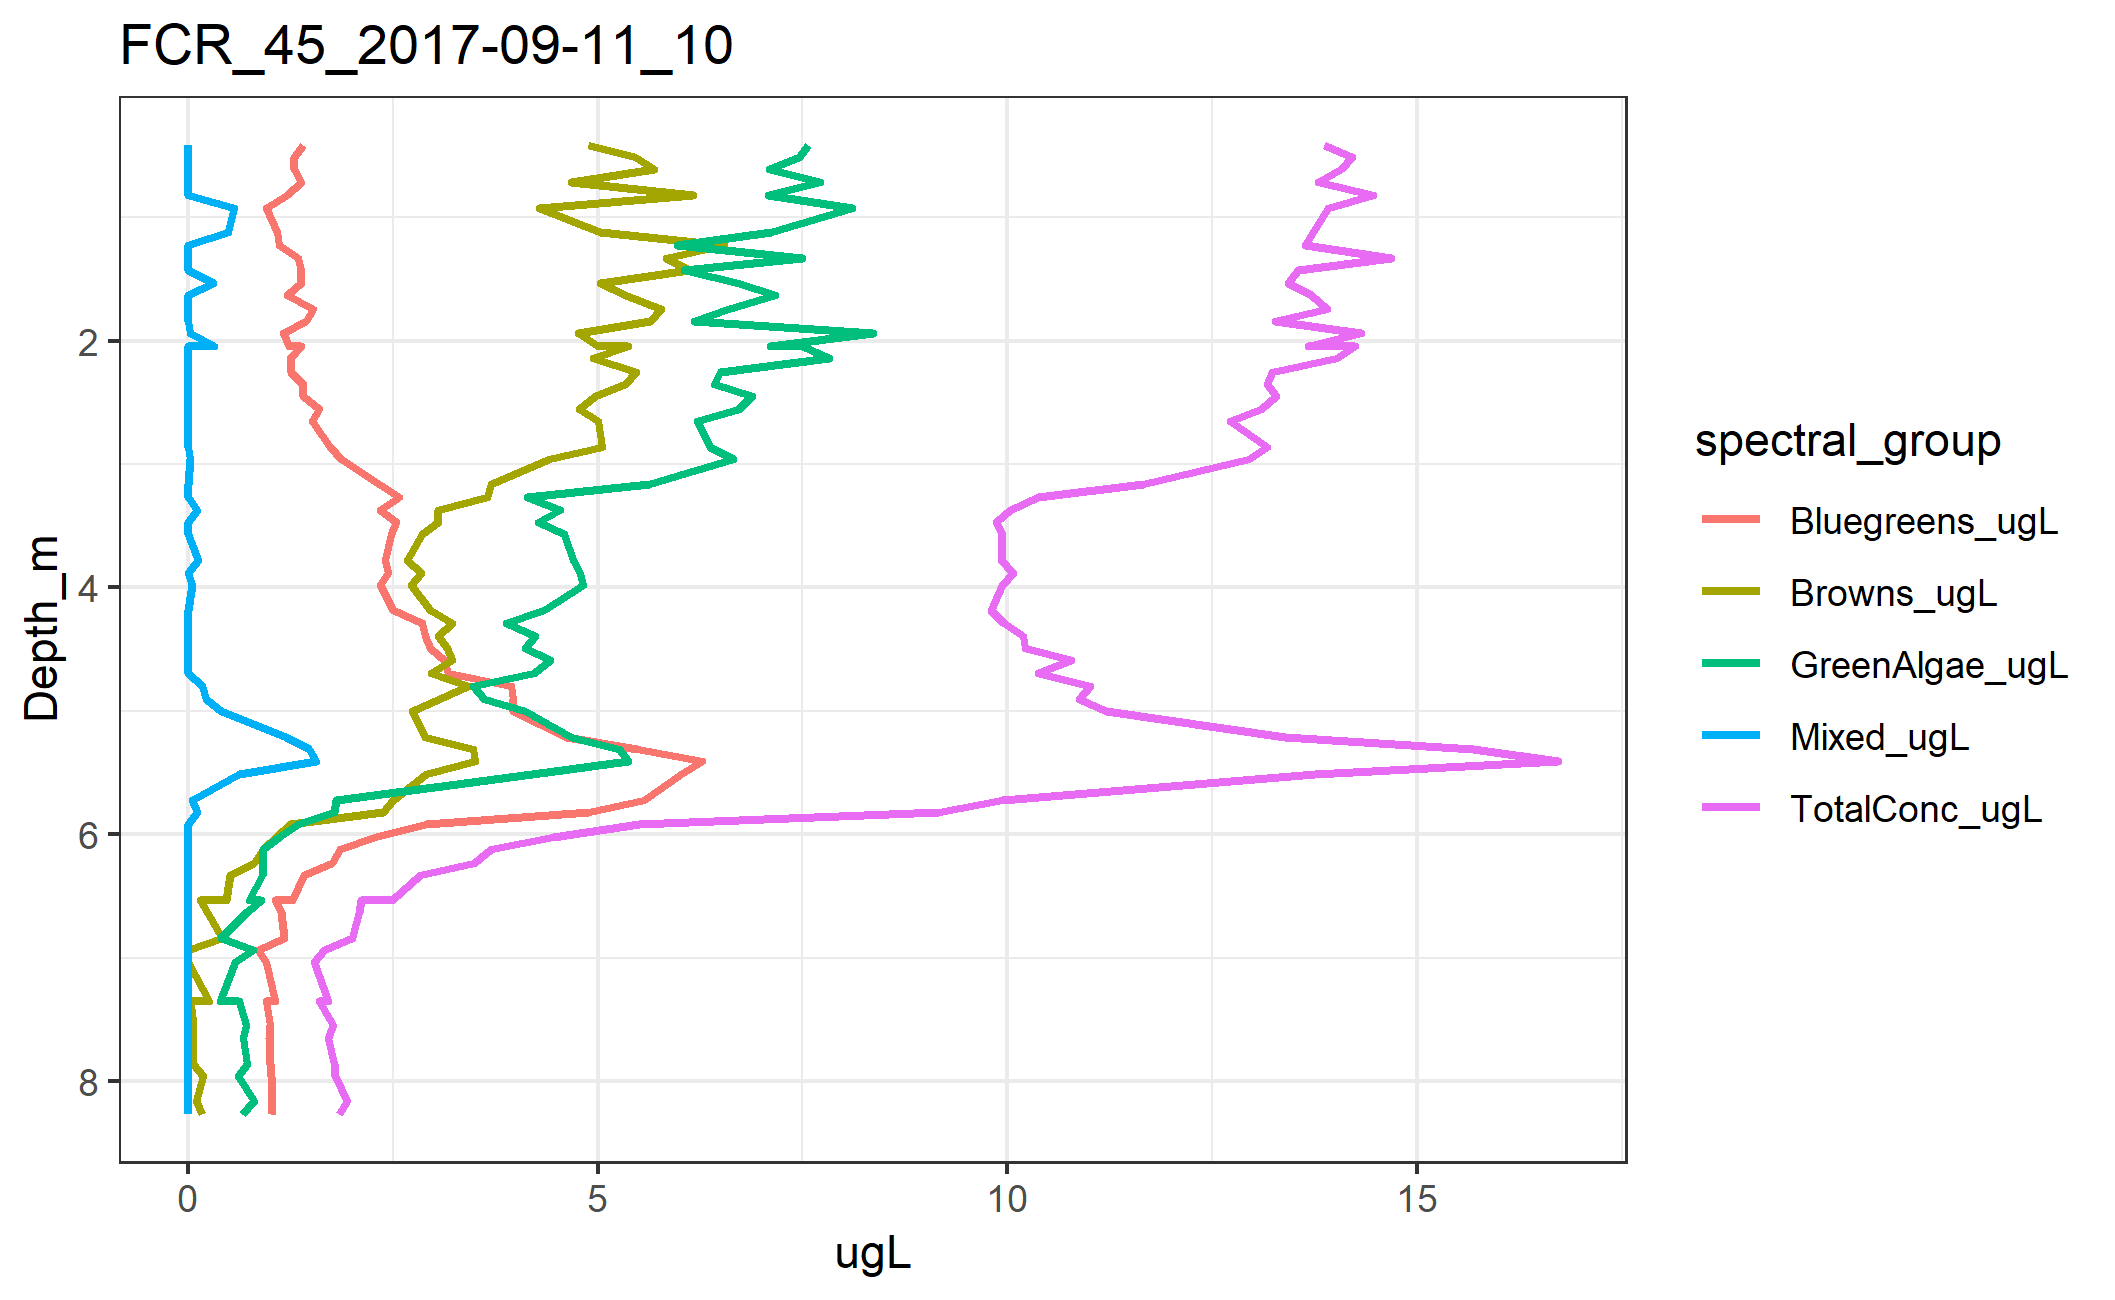 FCR_45_2017-09-11_10
Depth_m
2
4
6
8
0
5
10
15
ugL
spectral_group
Bluegreens_ugL
Browns_ugL
GreenAlgae_ugL
Mixed_ugL
TotalConc_ugL